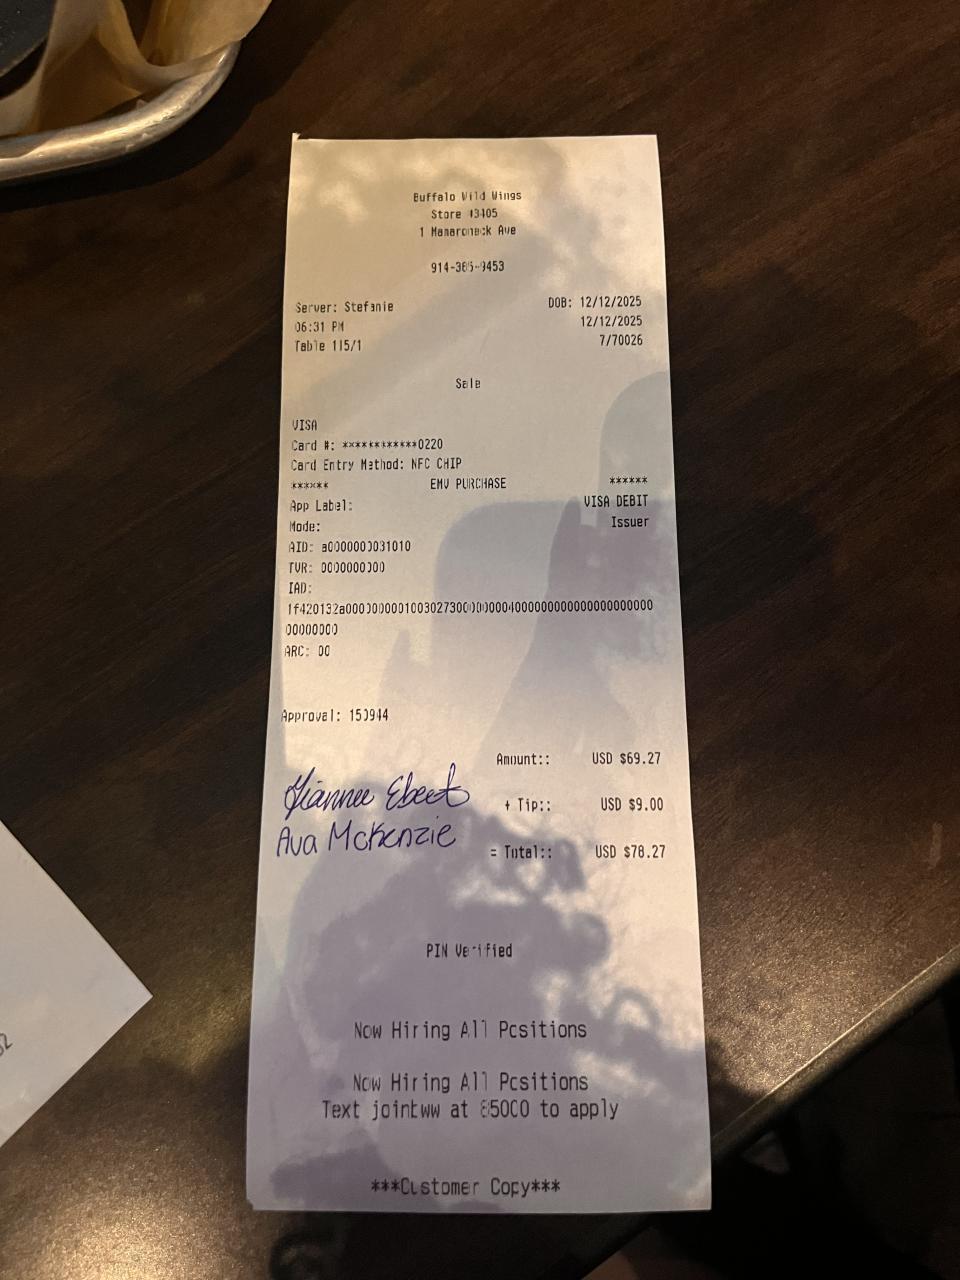 Buffalo Wild Wings
Store #3405
1 Mamaroneck Ave
914-385-9453
Server: Stefanie DOB: 12/12/2025
06:31 PM 12/12/2025
Table 115/1 7/70026
Sale
VISA
Card #: ************0220
Card Entry Method: NFC CHIP
****** EMV PURCHASE ******
App Label: VISA DEBIT
Mode: Issuer
AID: a0000000031010
TVR: 0000000000
IAD:
00000000
ARC: 00
Approval:
Amount:: USD $69.27
+ Tip:: USD $9.00
Ebert
Ava McKenzie
= Total:: USD $78.27
PIN Verified
Now Hiring All Positions
Now Hiring All Positions
Text joinbww at 85000 to apply
***Customer Copy***